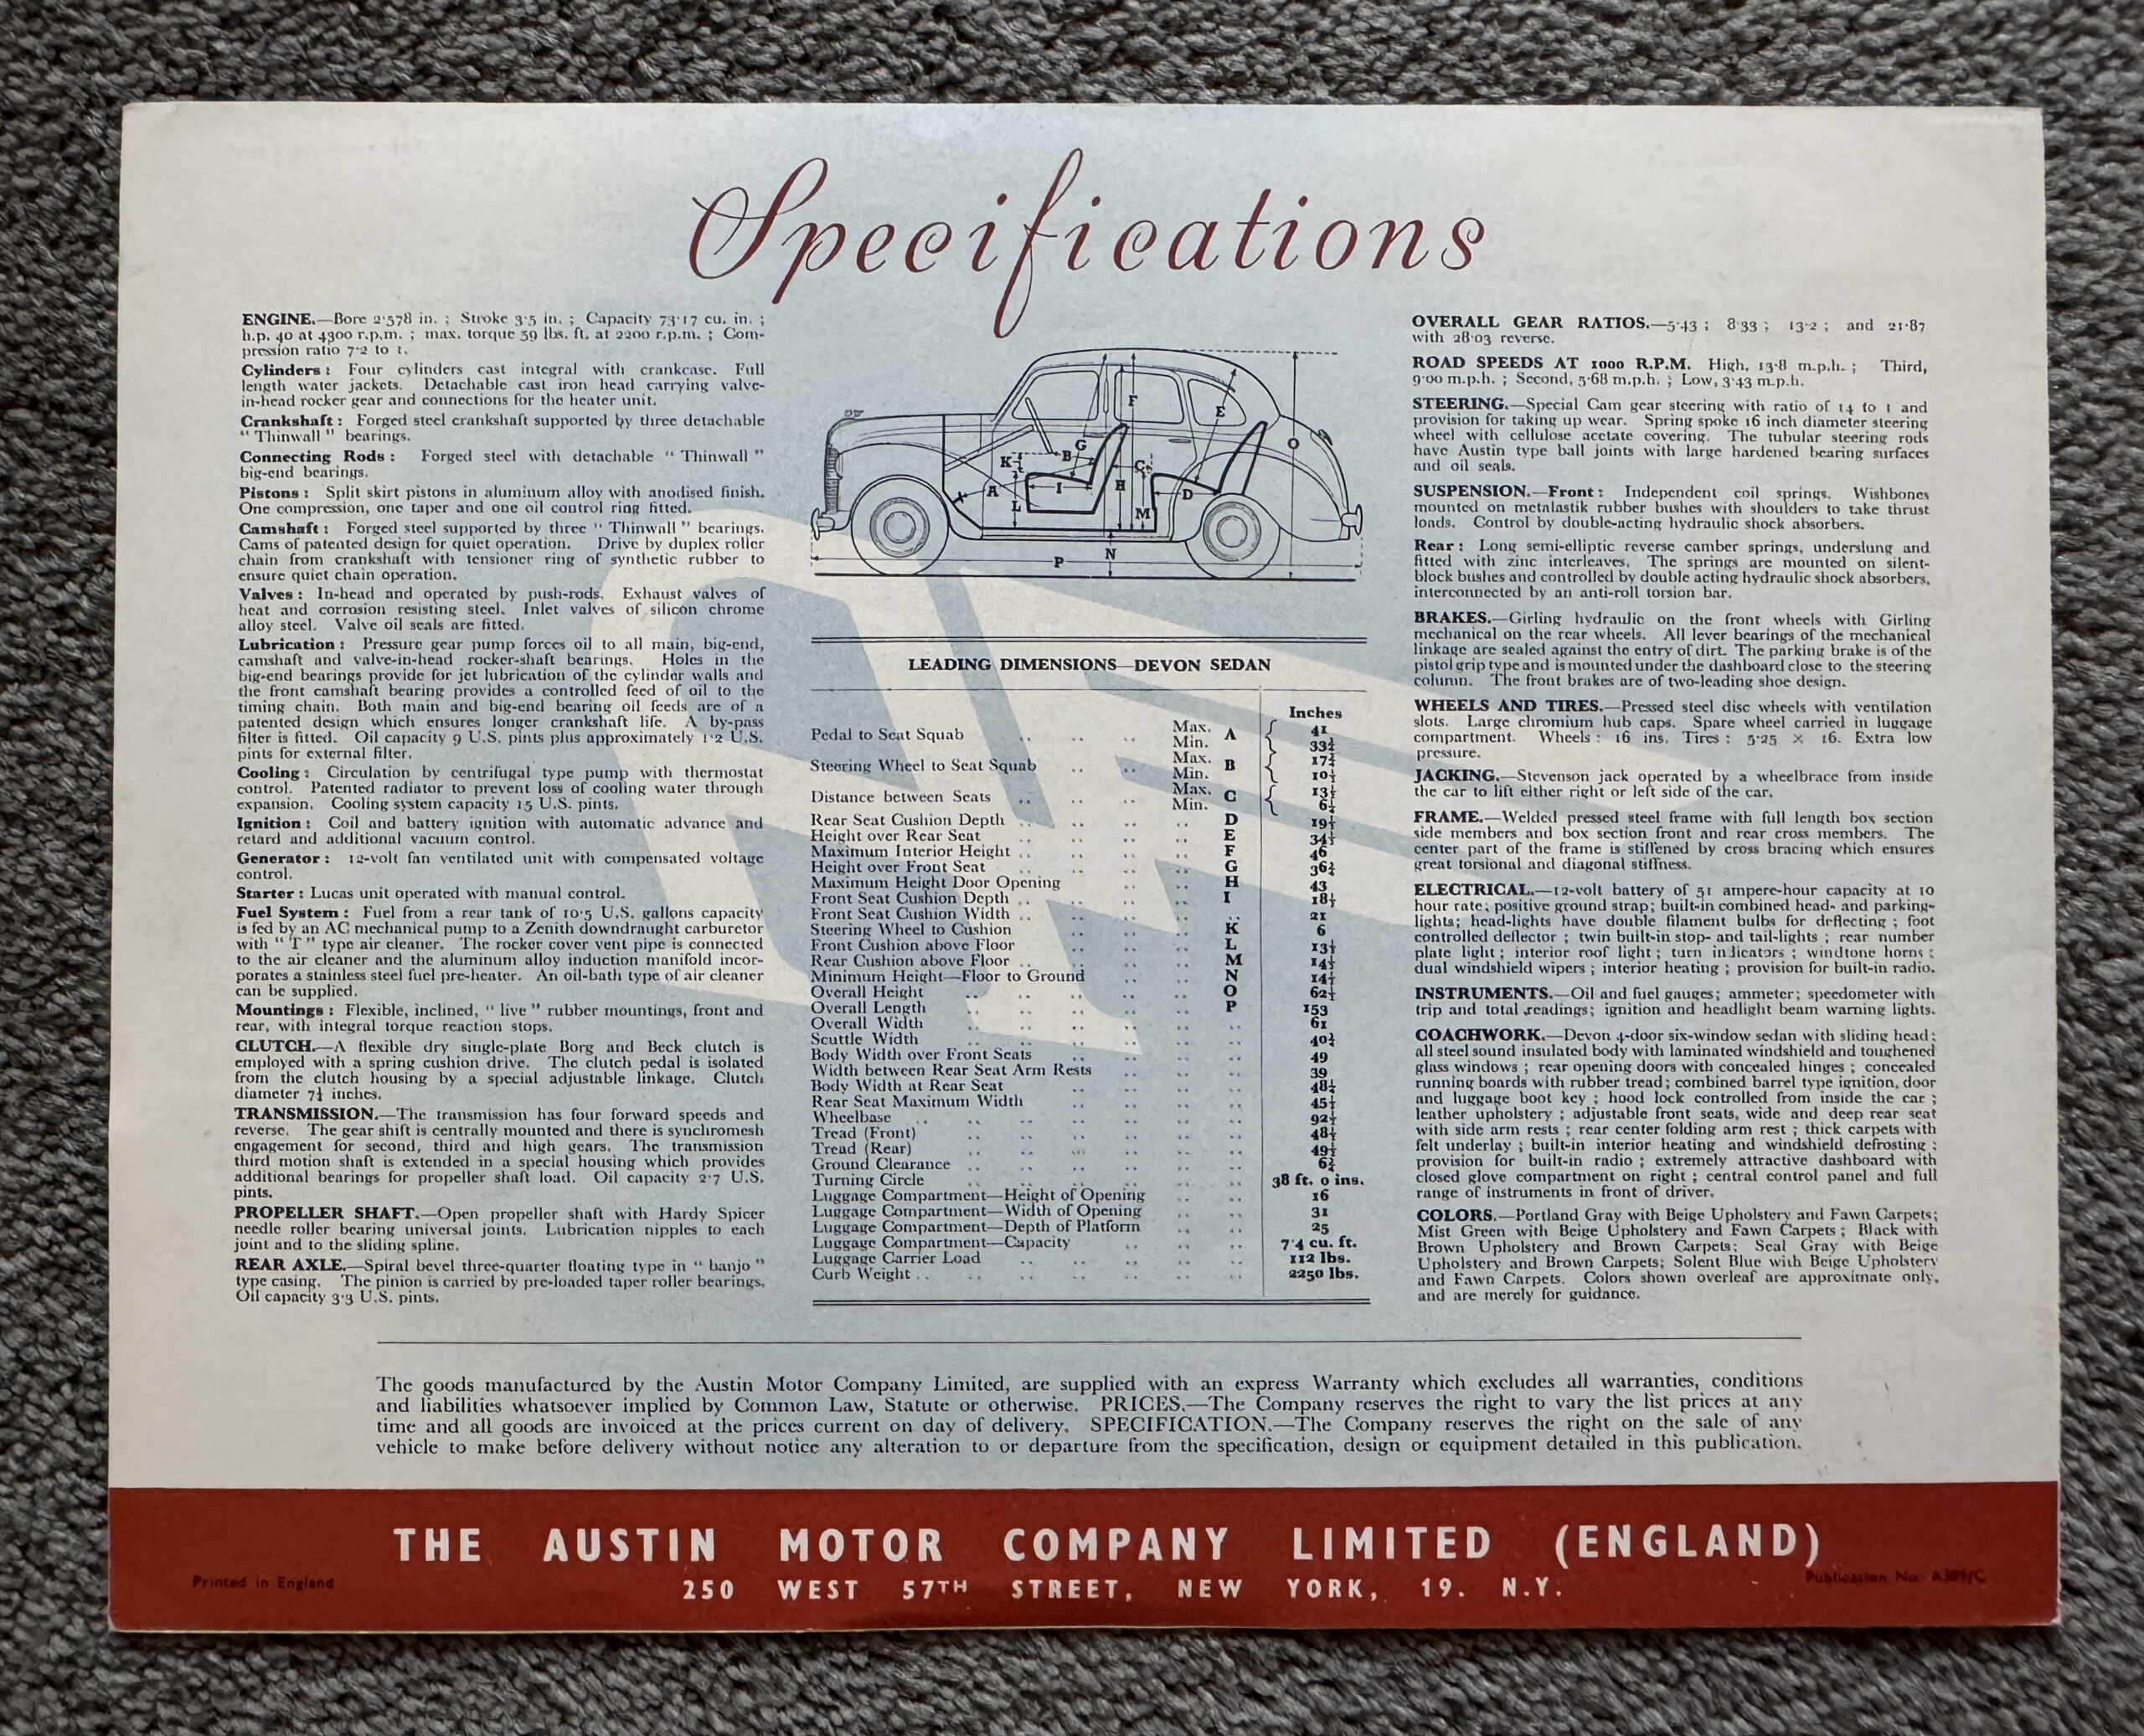 Specifications
ENGINE.—Bore 2·578 in. ; Stroke 3·5 in. ; Capacity 73·17 cu. in. ;
h.p. 40 at 4300 r.p.m. ; max. torque 59 lbs. ft. at 2200 r.p.m. ; Com-
pression ratio 7·2 to 1.
Cylinders : Four cylinders cast integral with crankcase. Full
length water jackets. Detachable cast iron head carrying valve-
in-head rocker gear and connections for the heater unit.
Crankshaft : Forged steel crankshaft supported by three detachable
“ Thinwall ” bearings.
Connecting Rods : Forged steel with detachable “ Thinwall ”
big-end bearings.
Pistons : Split skirt pistons in aluminum alloy with anodised finish.
One compression, one taper and one oil control ring fitted.
Camshaft : Forged steel supported by three “ Thinwall ” bearings.
Cams of patented design for quiet operation. Drive by duplex roller
chain from crankshaft with tensioner ring of synthetic rubber to
ensure quiet chain operation.
Valves : In-head and operated by push-rods. Exhaust valves of
heat and corrosion resisting steel. Inlet valves of silicon chrome
alloy steel. Valve oil seals are fitted.
Lubrication : Pressure gear pump forces oil to all main, big-end,
camshaft and valve-in-head rocker-shaft bearings. Holes in the
big-end bearings provide for jet lubrication of the cylinder walls and
the front camshaft bearing provides a controlled feed of oil to the
timing chain. Both main and big-end bearing oil feeds are of a
patented design which ensures longer crankshaft life. A by-pass
filter is fitted. Oil capacity 9 U.S. pints plus approximately 1·2 U.S.
pints for external filter.
Cooling : Circulation by centrifugal type pump with thermostat
control. Patented radiator to prevent loss of cooling water through
expansion. Cooling system capacity 15 U.S. pints.
Ignition : Coil and battery ignition with automatic advance and
retard and additional vacuum control.
Generator : 12-volt fan ventilated unit with compensated voltage
control.
Starter : Lucas unit operated with manual control.
Fuel System : Fuel from a rear tank of 10·5 U.S. gallons capacity
is fed by an AC mechanical pump to a Zenith downdraught carburetor
with “ T ” type air cleaner. The rocker cover vent pipe is connected
to the air cleaner and the aluminum alloy induction manifold incor-
porates a stainless steel fuel pre-heater. An oil-bath type of air cleaner
can be supplied.
Mountings : Flexible, inclined, “ live ” rubber mountings, front and
rear, with integral torque reaction stops.
CLUTCH.—A flexible dry single-plate Borg and Beck clutch is
employed with a spring cushion drive. The clutch pedal is isolated
from the clutch housing by a special adjustable linkage. Clutch
diameter 7¼ inches.
TRANSMISSION.—The transmission has four forward speeds and
reverse. The gear shift is centrally mounted and there is synchromesh
engagement for second, third and high gears. The transmission
third motion shaft is extended in a special housing which provides
additional bearings for propeller shaft load. Oil capacity 2·7 U.S.
pints.
PROPELLER SHAFT.—Open propeller shaft with Hardy Spicer
needle roller bearing universal joints. Lubrication nipples to each
joint and to the sliding spline.
REAR AXLE.—Spiral bevel three-quarter floating type in “ banjo ”
type casing. The pinion is carried by pre-loaded taper roller bearings.
Oil capacity 3·3 U.S. pints.
F
E
O
G
K
B
C
A
I
H
D
L
M
N
P
LEADING DIMENSIONS—DEVON SEDAN
Inches
Pedal to Seat Squab .. .. .. Max. A 41
Min. 33¾
Steering Wheel to Seat Squab .. .. Max. B 17¾
Min. 10½
Distance between Seats .. .. .. Max. C 13½
Min. 6½
Rear Seat Cushion Depth .. D 19½
Height over Rear Seat E 34½
Maximum Interior Height .. F 46
Height over Front Seat G 36¾
Maximum Height Door Opening H 43
Front Seat Cushion Depth .. I 18½
Front Seat Cushion Width .. 21
Steering Wheel to Cushion K 6
Front Cushion above Floor L 13½
Rear Cushion above Floor .. M 14½
Minimum Height—Floor to Ground N 14½
Overall Height O 62½
Overall Length P 153
Overall Width 61
Scuttle Width 40¾
Body Width over Front Seats 49
Width between Rear Seat Arm Rests 39
Body Width at Rear Seat 48½
Rear Seat Maximum Width 45½
Wheelbase 92½
Tread (Front) 48½
Tread (Rear) 49½
Ground Clearance 6¾
Turning Circle 38 ft. 0 ins.
Luggage Compartment—Height of Opening 16
Luggage Compartment—Width of Opening 31
Luggage Compartment—Depth of Platform 25
Luggage Compartment—Capacity 7·4 cu. ft.
Luggage Carrier Load 112 lbs.
Curb Weight .. 2250 lbs.
OVERALL GEAR RATIOS.—5·43 ; 8·33 ; 13·2 ; and 21·87
with 28·03 reverse.
ROAD SPEEDS AT 1000 R.P.M. High, 13·8 m.p.h. ; Third,
9·00 m.p.h. ; Second, 5·68 m.p.h. ; Low, 3·43 m.p.h.
STEERING.—Special Cam gear steering with ratio of 14 to 1 and
provision for taking up wear. Spring spoke 16 inch diameter steering
wheel with cellulose acetate covering. The tubular steering rods
have Austin type ball joints with large hardened bearing surfaces
and oil seals.
SUSPENSION.—Front : Independent coil springs. Wishbones
mounted on metalastik rubber bushes with shoulders to take thrust
loads. Control by double-acting hydraulic shock absorbers.
Rear : Long semi-elliptic reverse camber springs, underslung and
fitted with zinc interleaves. The springs are mounted on silent-
block bushes and controlled by double acting hydraulic shock absorbers,
interconnected by an anti-roll torsion bar.
BRAKES.—Girling hydraulic on the front wheels with Girling
mechanical on the rear wheels. All lever bearings of the mechanical
linkage are sealed against the entry of dirt. The parking brake is of the
pistol grip type and is mounted under the dashboard close to the steering
column. The front brakes are of two-leading shoe design.
WHEELS AND TIRES.—Pressed steel disc wheels with ventilation
slots. Large chromium hub caps. Spare wheel carried in luggage
compartment. Wheels : 16 ins. Tires : 5·25 × 16. Extra low
pressure.
JACKING.—Stevenson jack operated by a wheelbrace from inside
the car to lift either right or left side of the car.
FRAME.—Welded pressed steel frame with full length box section
side members and box section front and rear cross members. The
center part of the frame is stiffened by cross bracing which ensures
great torsional and diagonal stiffness.
ELECTRICAL.—12-volt battery of 51 ampere-hour capacity at 10
hour rate; positive ground strap; built-in combined head- and parking-
lights; head-lights have double filament bulbs for deflecting ; foot
controlled deflector ; twin built-in stop- and tail-lights ; rear number
plate light ; interior roof light ; turn indicators ; windtone horns ;
dual windshield wipers ; interior heating ; provision for built-in radio.
INSTRUMENTS.—Oil and fuel gauges; ammeter; speedometer with
trip and total readings; ignition and headlight beam warning lights.
COACHWORK.—Devon 4-door six-window sedan with sliding head ;
all steel sound insulated body with laminated windshield and toughened
glass windows ; rear opening doors with concealed hinges ; concealed
running boards with rubber tread ; combined barrel type ignition, door
and luggage boot key ; hood lock controlled from inside the car ;
leather upholstery ; adjustable front seats, wide and deep rear seat
with side arm rests ; rear center folding arm rest ; thick carpets with
felt underlay ; built-in interior heating and windshield defrosting ;
provision for built-in radio ; extremely attractive dashboard with
closed glove compartment on right ; central control panel and full
range of instruments in front of driver.
COLORS.—Portland Gray with Beige Upholstery and Fawn Carpets;
Mist Green with Beige Upholstery and Fawn Carpets ; Black with
Brown Upholstery and Brown Carpets; Seal Gray with Beige
Upholstery and Brown Carpets; Solent Blue with Beige Upholstery
and Fawn Carpets. Colors shown overleaf are approximate only,
and are merely for guidance.
The goods manufactured by the Austin Motor Company Limited, are supplied with an express Warranty which excludes all warranties, conditions
and liabilities whatsoever implied by Common Law, Statute or otherwise. PRICES.—The Company reserves the right to vary the list prices at any
time and all goods are invoiced at the prices current on day of delivery. SPECIFICATION.—The Company reserves the right on the sale of any
vehicle to make before delivery without notice any alteration to or departure from the specification, design or equipment detailed in this publication.
THE AUSTIN MOTOR COMPANY LIMITED (ENGLAND)
250 WEST 57TH STREET, NEW YORK, 19. N.Y.
Printed in England
Publication No. A389/C